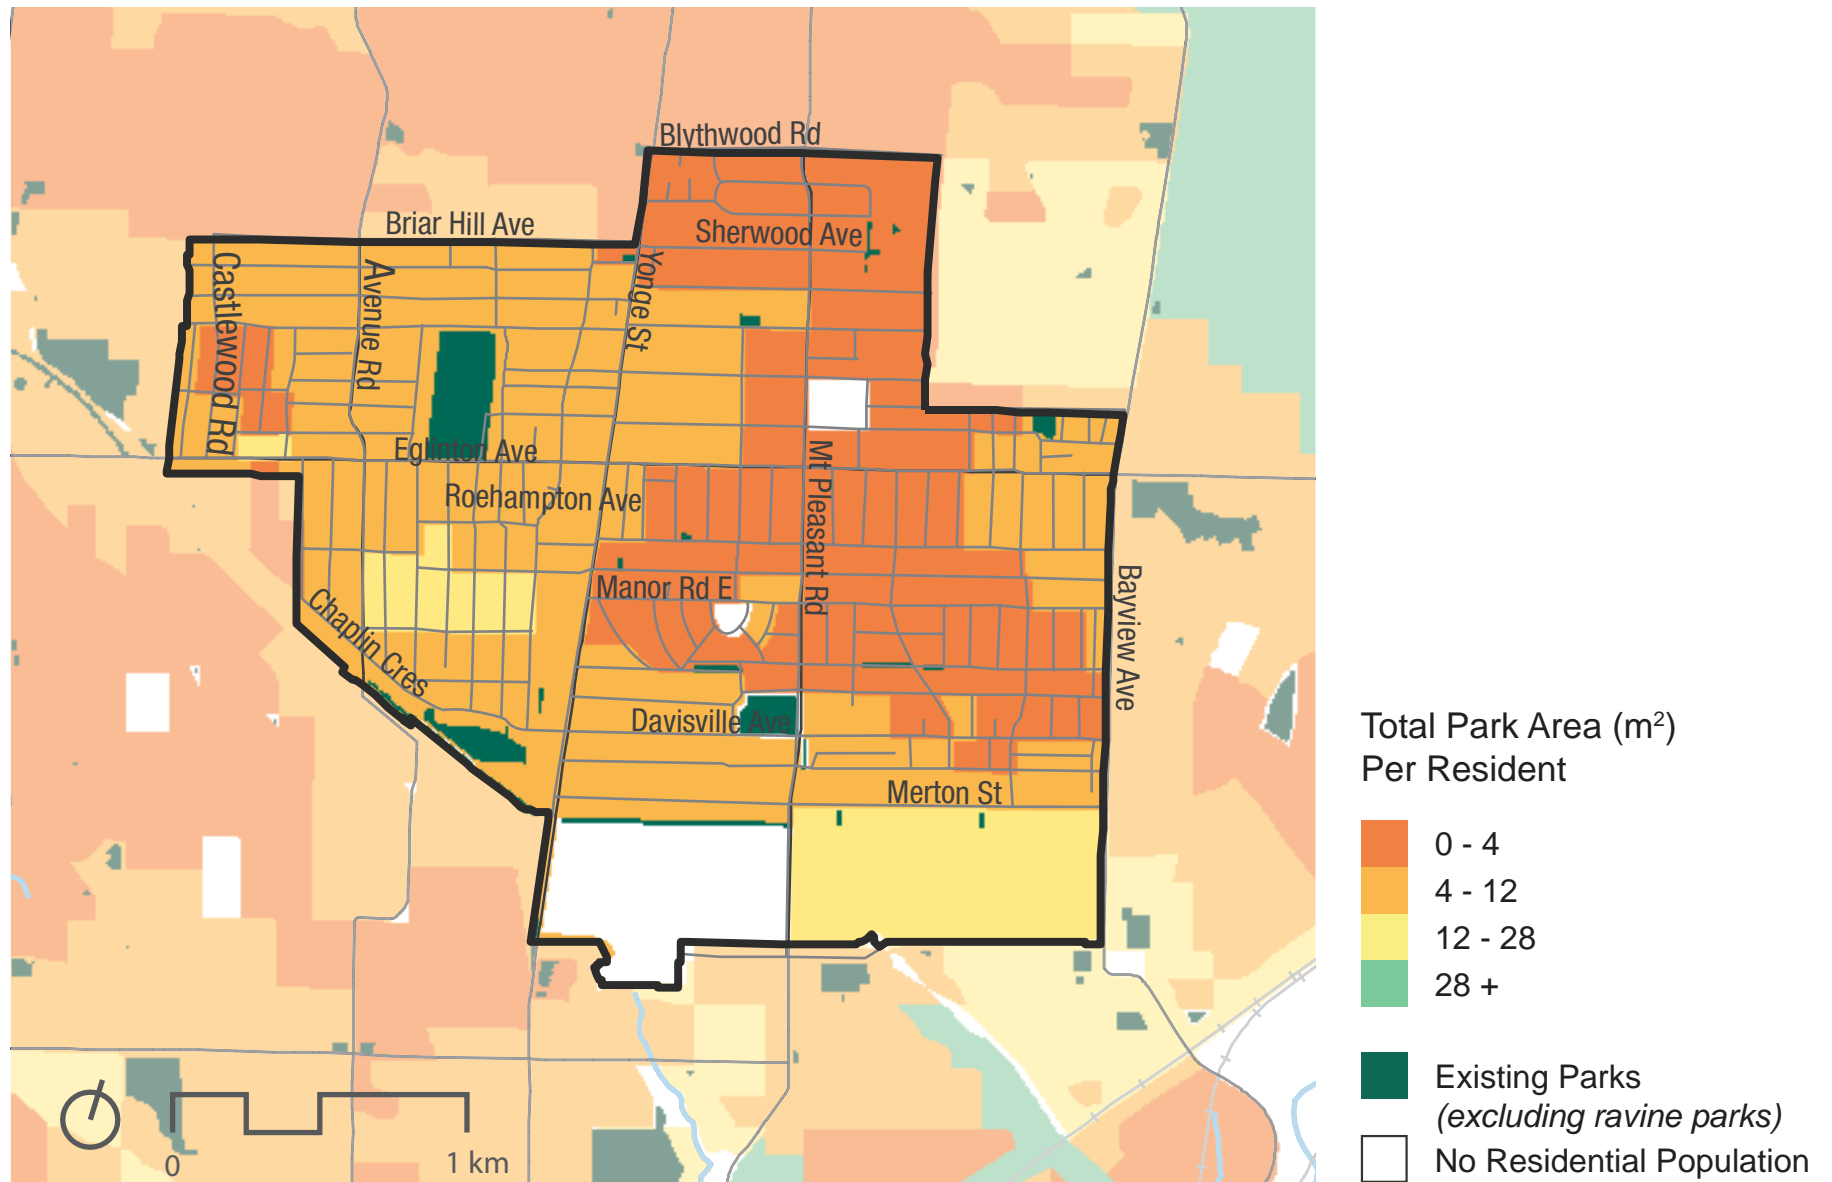 Blythwood Rd
Briar Hill Ave
Sherwood Ave
Castlewood Rd
Avenue Rd
Yonge St
Eglinton Ave
Roehampton Ave
Mt Pleasant Rd
Manor Rd E
Bayview Ave
Chaplin Cres
Davisville Ave
Merton St
Total Park Area (m²)
Per Resident
0 - 4
4 - 12
12 - 28
28 +
Existing Parks
(excluding ravine parks)
No Residential Population
0
1 km